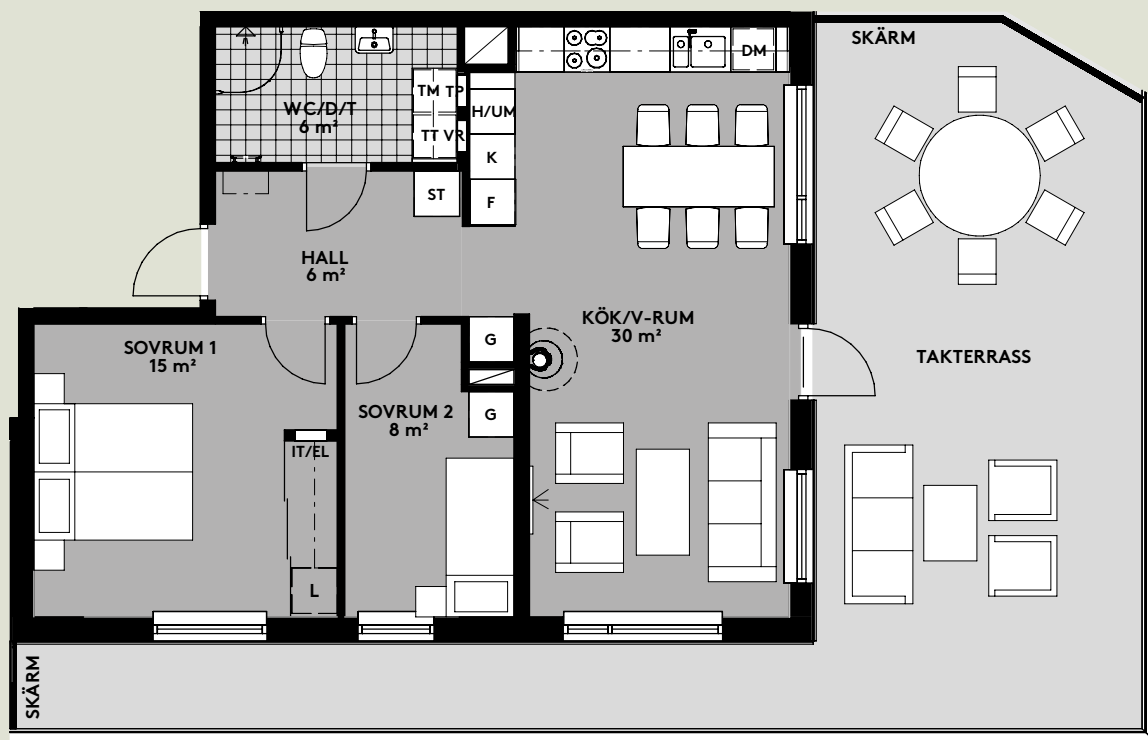 SKÄRM
DM
TM TP
H/UM
WC/D/T
6 m²
TT VR
K
ST
F
HALL
6 m²
KÖK/V-RUM
30 m²
G
SOVRUM 1
15 m²
TAKTERRASS
SOVRUM 2
8 m²
G
IT/EL
L
SKÄRM